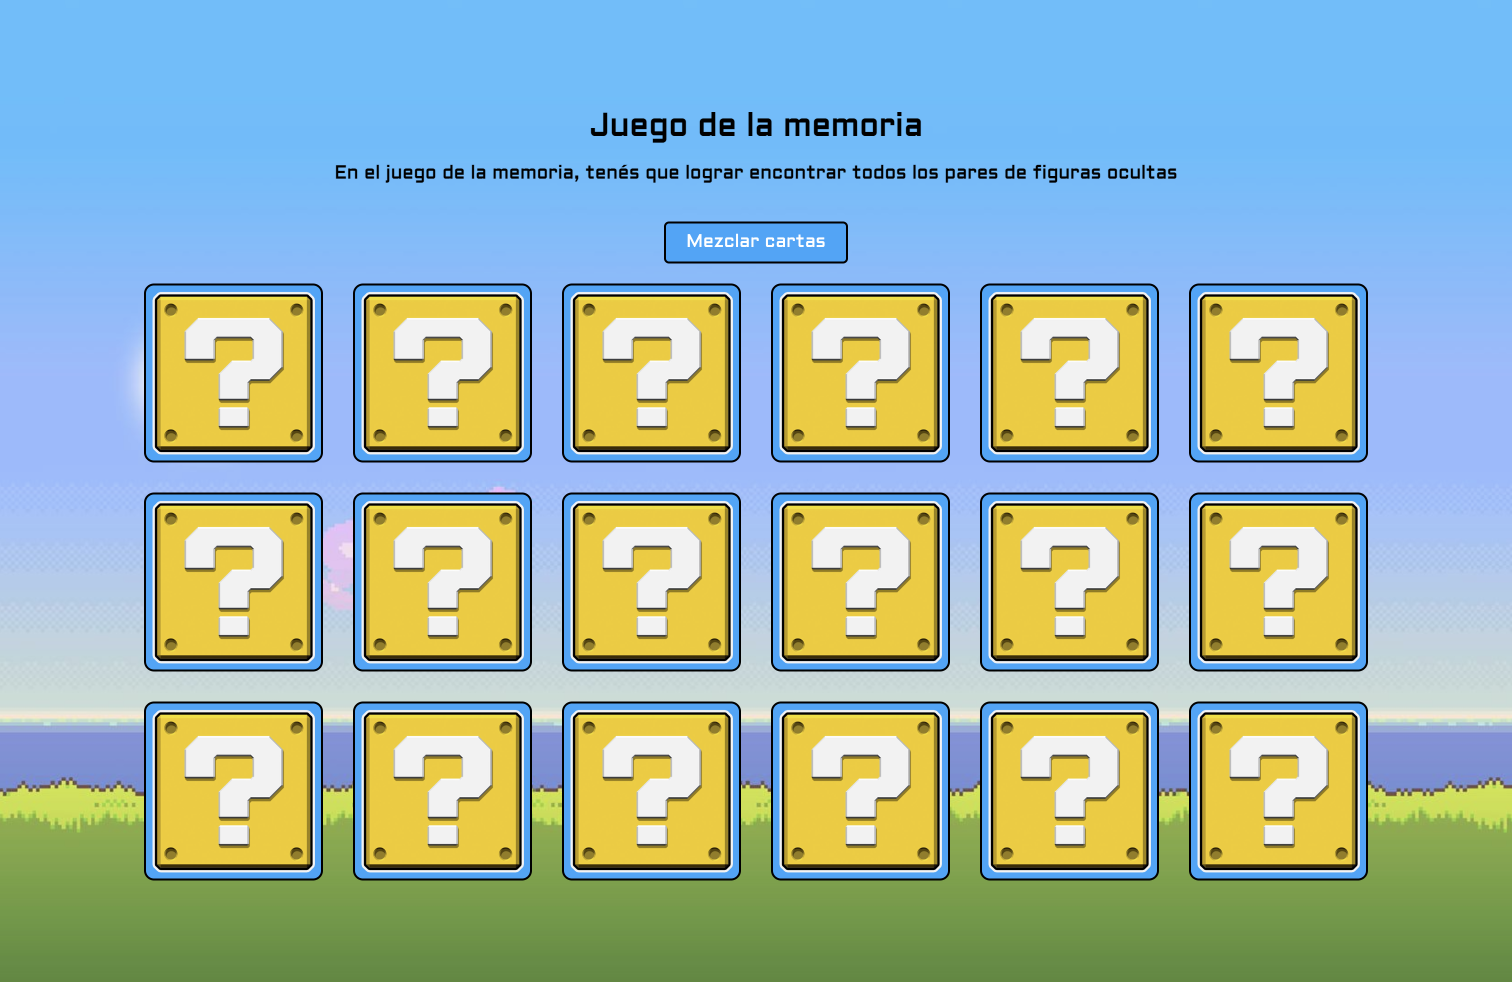 Juego de la memoria
En el juego de la memoria, tenés que lograr encontrar todos los pares de figuras ocultas
Mezclar cartas
? ? ? ? ? ?
? ? ? ? ? ?
? ? ? ? ? ?